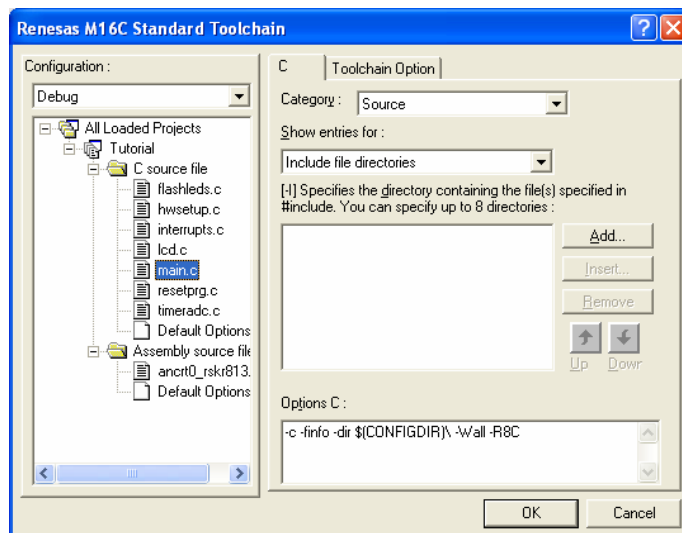 Renesas M16C Standard Toolchain
Configuration :
Debug
All Loaded Projects
Tutorial
C source file
flashleds.c
hwsetup.c
interrupts.c
lcd.c
main.c
resetprg.c
timeradc.c
Default Options
Assembly source file
ancrt0_rskr813.
Default Options
C
Toolchain Option
Category :
Source
Show entries for :
Include file directories
[-I] Specifies the directory containing the file(s) specified in
#include. You can specify up to 8 directories :
Add...
Insert...
Remove
Up
Down
Options C :
-c -finfo -dir $(CONFIGDIR)\ -Wall -R8C
OK
Cancel